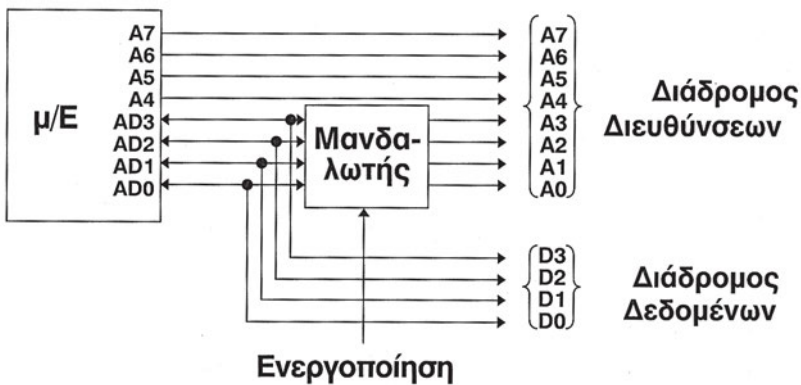 μ/Ε
A7
A6
A5
A4
AD3
AD2
AD1
AD0
Μανδα-
λωτής
A7
A6
A5
A4
A3
A2
A1
A0
Διάδρομος
Διευθύνσεων
D3
D2
D1
D0
Διάδρομος
Δεδομένων
Ενεργοποίηση